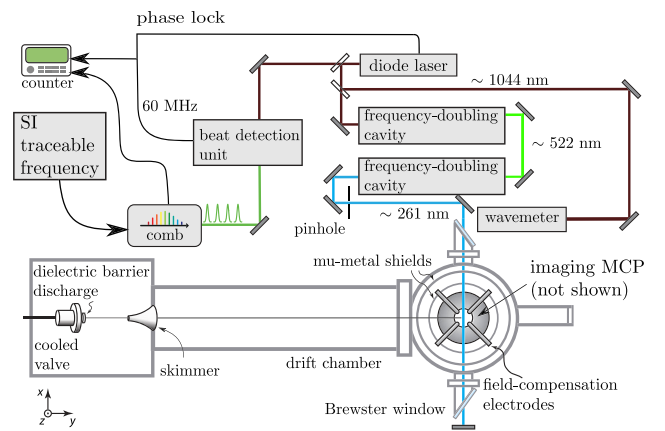 phase lock
diode laser
counter
~ 1044 nm
60 MHz
SI
traceable
frequency
beat detection
unit
frequency-doubling
cavity
~ 522 nm
frequency-doubling
cavity
comb
pinhole
~ 261 nm
wavemeter
dielectric barrier
discharge
mu-metal shields
imaging MCP
(not shown)
cooled
valve
skimmer
drift chamber
field-compensation
electrodes
Brewster window
x
z
y